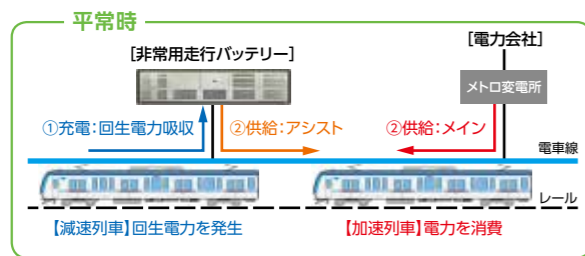 平常時
[電力会社]
[非常用走行バッテリー]
メトロ変電所
①充電:回生電力吸収
②供給:アシスト
②供給:メイン
電車線
レール
【減速列車】回生電力を発生
【加速列車】電力を消費